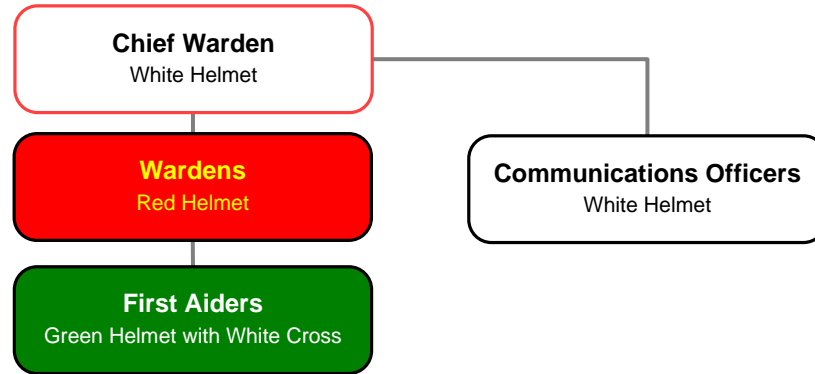 Chief Warden
White Helmet
Wardens
Red Helmet
Communications Officers
White Helmet
First Aiders
Green Helmet with White Cross